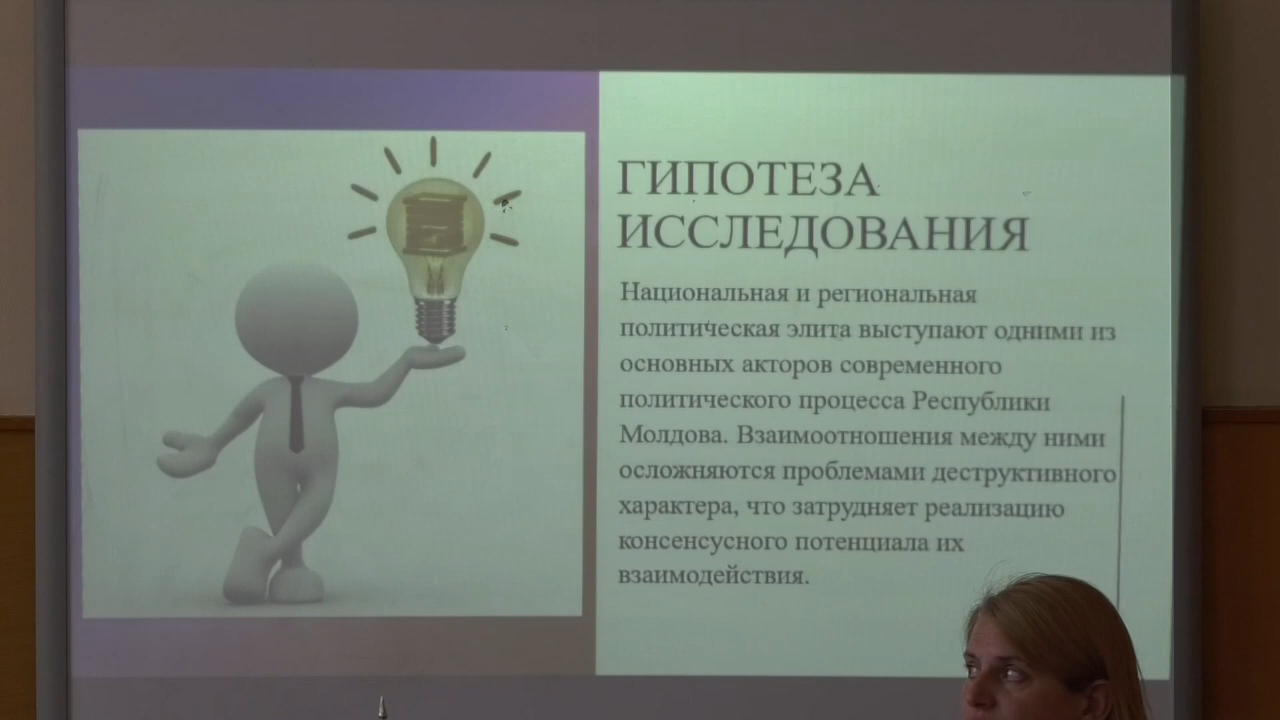 ГИПОТЕЗА
ИССЛЕДОВАНИЯ
Национальная и региональная
политическая элита выступают одними из
основных акторов современного
политического процесса Республики
Молдова. Взаимоотношения между ними
осложняются проблемами деструктивного
характера, что затрудняет реализацию
консенсусного потенциала их
взаимодействия.